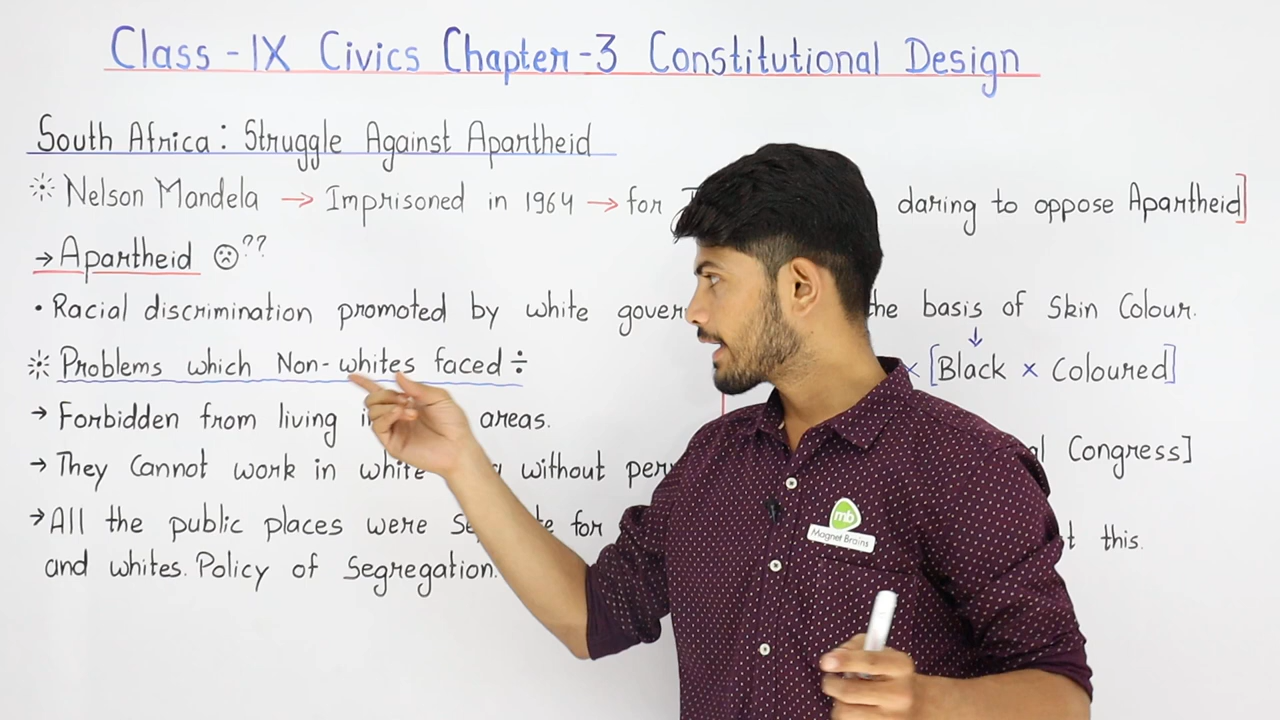 Class - IX Civics Chapter-3 Constitutional Design
South Africa : Struggle Against Apartheid
Nelson Mandela → Imprisoned in 1964 → for daring to oppose Apartheid]
→ Apartheid ☹??
• Racial discrimination promoted by white the basis of Skin Colour.
↓
Problems which Non-whites faced ÷
× [Black × Coloured]
→ Forbidden from living areas.
→ They Cannot work in white without
Congress]
→ All the public places were for
this.
and whites. Policy of Segregation.
mb
Magnet Brains